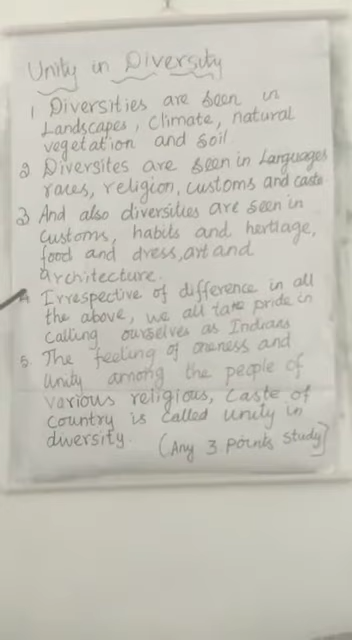 Unity in Diversity
1 Diversities are seen in
Landscapes, Climate, natural
vegetation and soil.
2 Diversites are seen in Languages
races, religion, customs and caste
3 And also diversities are seen in
Customs, habits and hertiage,
food and dress, art and
architecture.
4. Irrespective of difference in all
the above, we all take pride in
calling ourselves as Indians
5. The feeling of oneness and
unity among the people of
various religious, caste of
country is called unity in
diversity.
(Any 3 points study)